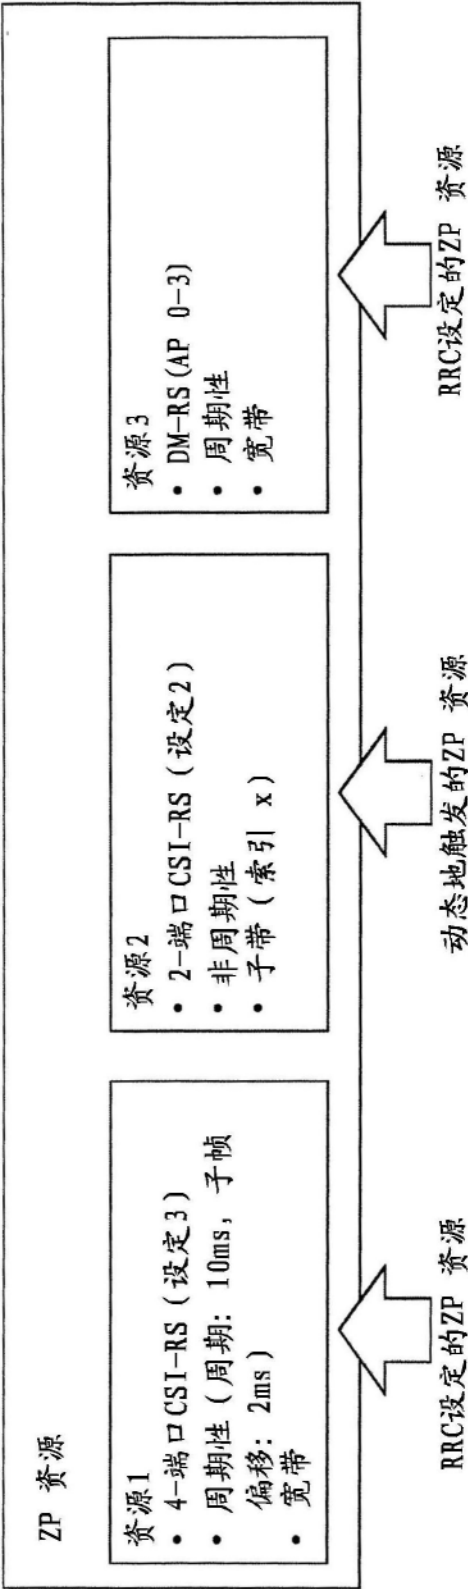 ZP 资源
资源1
• 4-端口CSI-RS（设定3）
• 周期性（周期: 10ms, 子帧
偏移: 2ms）
• 宽带
资源2
• 2-端口CSI-RS（设定2）
• 非周期性
• 子带（索引 x）
资源3
• DM-RS(AP 0-3)
• 周期性
• 宽带
RRC设定的ZP 资源
动态地触发的ZP 资源
RRC设定的ZP 资源